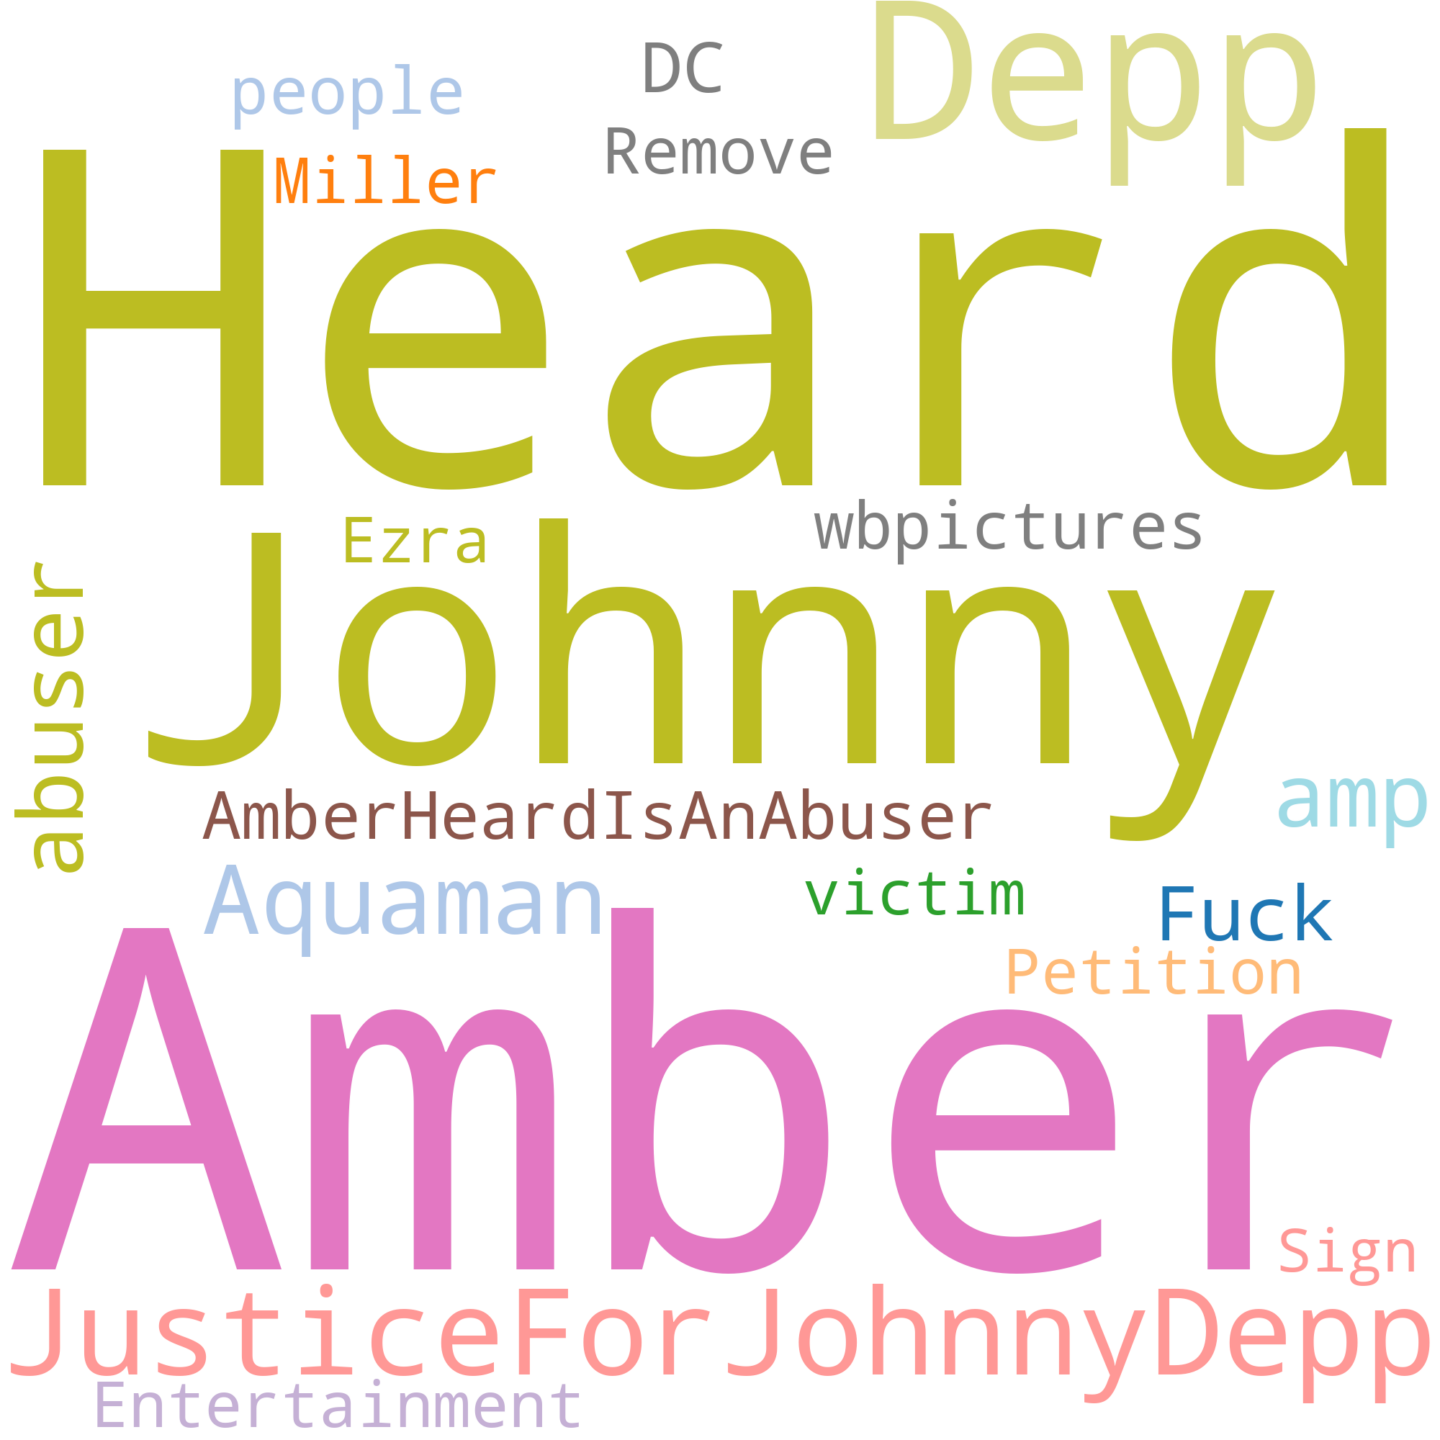 DC
Depp
people
Remove
Miller
Heard
Ezra
wbpictures
Johnny
abuser
AmberHeardIsAnAbuser
amp
Aquaman
victim
Fuck
Petition
Amber
Sign
JusticeForJohnnyDepp
Entertainment